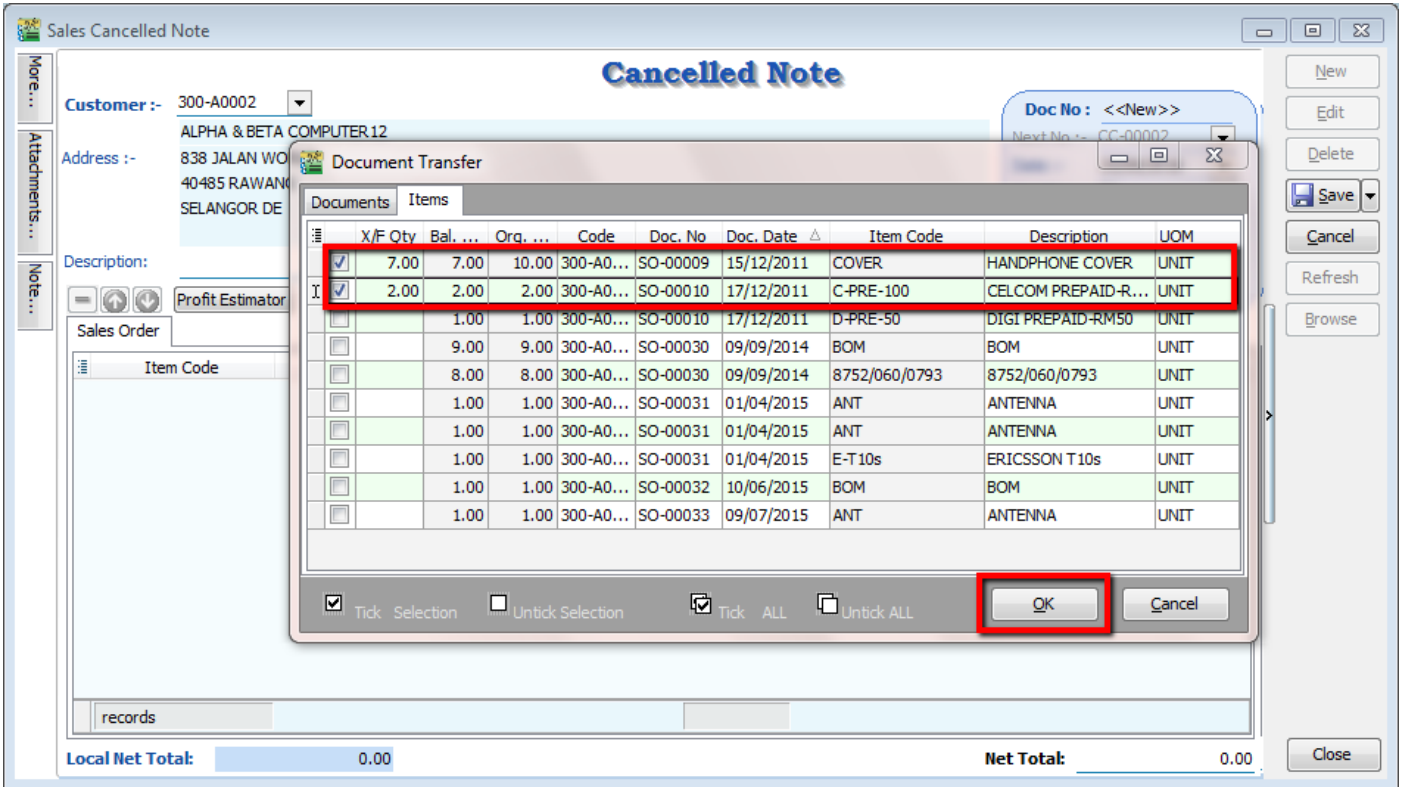 Sales Cancelled Note
More...
Attachments...
Note...
Cancelled Note
Customer :- 300-A0002
ALPHA & BETA COMPUTER12
Address :- 838 JALAN WO
40485 RAWANG
SELANGOR DE
Description:
Doc No : <<New>>
Next No :- CC-00002
Profit Estimator
Sales Order
Item Code
Document Transfer
Documents Items
X/F Qty Bal. ... Org. ... Code Doc. No Doc. Date Item Code Description UOM
7.00 7.00 10.00 300-A0... SO-00009 15/12/2011 COVER HANDPHONE COVER UNIT
2.00 2.00 2.00 300-A0... SO-00010 17/12/2011 C-PRE-100 CELCOM PREPAID-R... UNIT
1.00 1.00 300-A0... SO-00010 17/12/2011 D-PRE-50 DIGI PREPAID-RM50 UNIT
9.00 9.00 300-A0... SO-00030 09/09/2014 BOM BOM UNIT
8.00 8.00 300-A0... SO-00030 09/09/2014 8752/060/0793 8752/060/0793 UNIT
1.00 1.00 300-A0... SO-00031 01/04/2015 ANT ANTENNA UNIT
1.00 1.00 300-A0... SO-00031 01/04/2015 ANT ANTENNA UNIT
1.00 1.00 300-A0... SO-00031 01/04/2015 E-T10s ERICSSON T10s UNIT
1.00 1.00 300-A0... SO-00032 10/06/2015 BOM BOM UNIT
1.00 1.00 300-A0... SO-00033 09/07/2015 ANT ANTENNA UNIT
Tick Selection Untick Selection Tick ALL Untick ALL OK Cancel
records
Local Net Total: 0.00 Net Total: 0.00
New
Edit
Delete
Save
Cancel
Refresh
Browse
Close